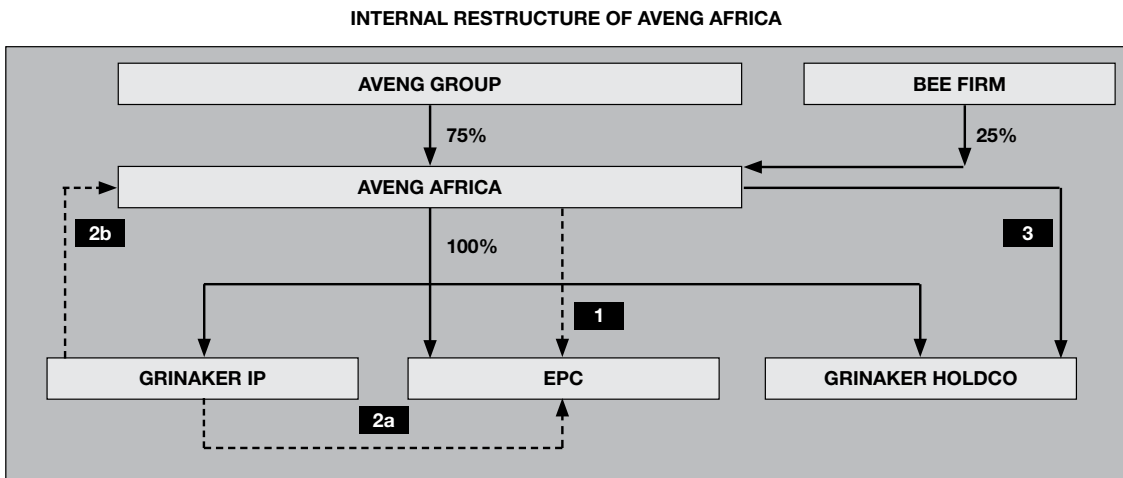 INTERNAL RESTRUCTURE OF AVENG AFRICA
AVENG GROUP
BEE FIRM
75%
25%
AVENG AFRICA
2b
100%
3
1
GRINAKER IP
EPC
GRINAKER HOLDCO
2a